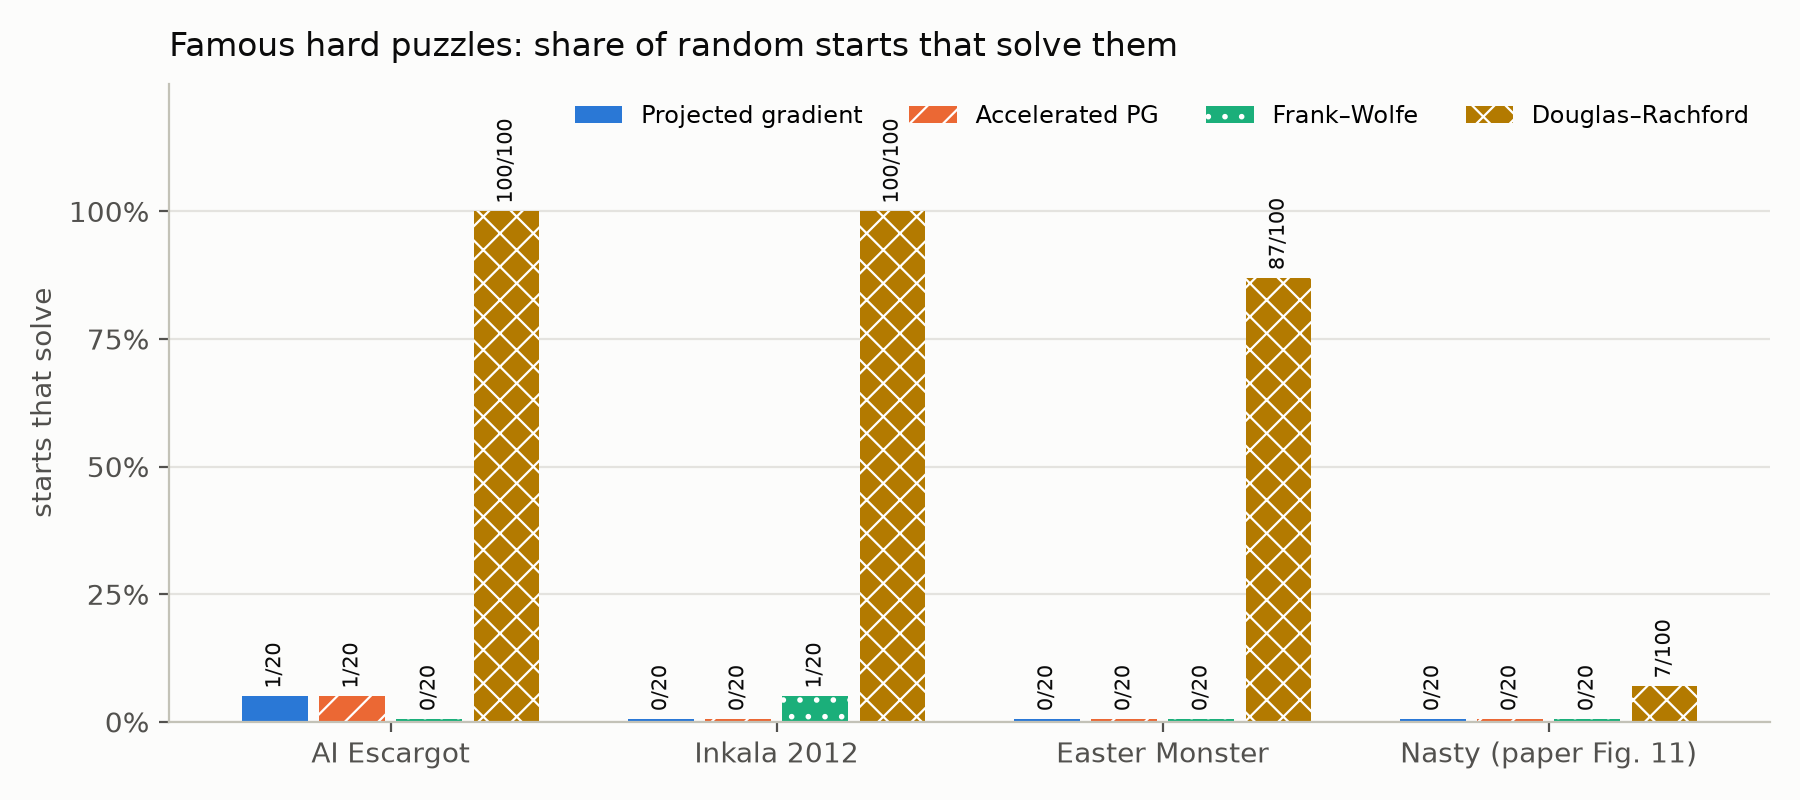 Famous hard puzzles: share of random starts that solve them
Projected gradient
Accelerated PG
Frank–Wolfe
Douglas–Rachford
starts that solve
100%
75%
50%
25%
0%
1/20
1/20
0/20
100/100
0/20
0/20
1/20
100/100
0/20
0/20
0/20
87/100
0/20
0/20
0/20
7/100
AI Escargot
Inkala 2012
Easter Monster
Nasty (paper Fig. 11)